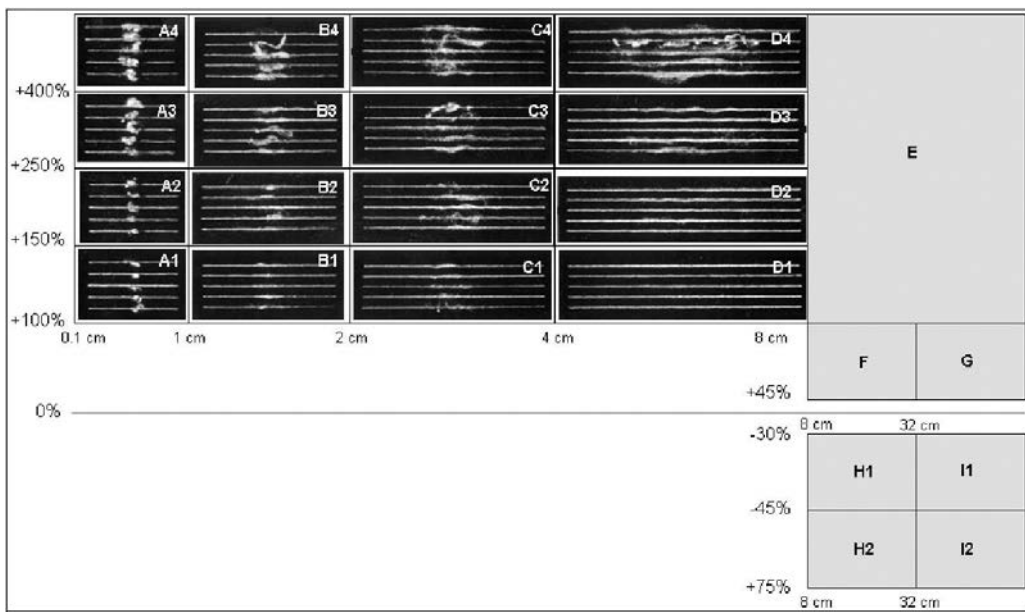 A4 B4 C4 D4
+400%
A3 B3 C3 D3
E
+250%
A2 B2 C2 D2
+150%
A1 B1 C1 D1
+100%
0.1 cm 1 cm 2 cm 4 cm 8 cm
F G
+45%
0%
8 cm 32 cm
-30%
H1 I1
-45%
H2 I2
+75%
8 cm 32 cm